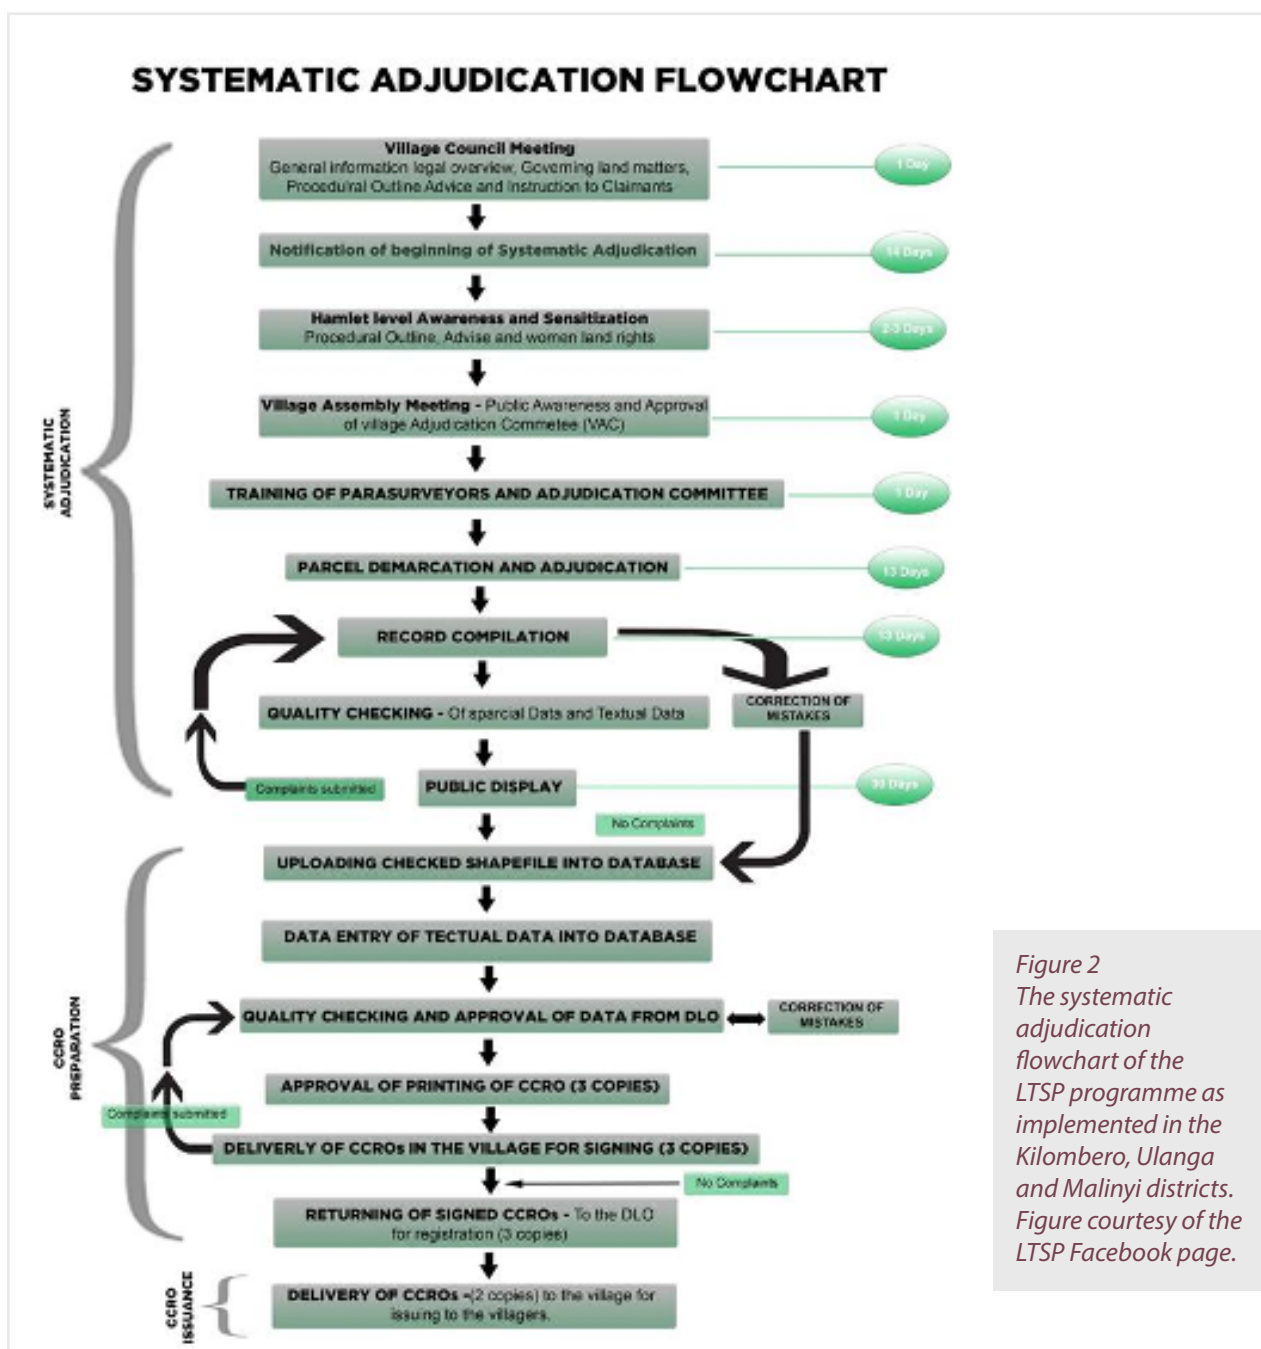 SYSTEMATIC ADJUDICATION FLOWCHART
Village Council Meeting
General information legal overview, Governing land matters,
Proceduiral Outline Advice and Instruction to Claimants
1 Day
Notification of beginning of Systematic Adjudication
14 Days
Hamlet level Awareness and Sensitization
Procedural Outline, Advise and women land rights
2-3 Days
Village Assembly Meeting - Public Awareness and Approval
of village Adjudication Commetee (VAC)
1 Day
SYSTEMATIC
ADJUDICATION
TRAINING OF PARASURVEYORS AND ADJUDICATION COMMITTEE
1 Day
PARCEL DEMARCATION AND ADJUDICATION
13 Days
RECORD COMPILATION
Days
QUALITY CHECKING - Of sparcial Data and Textual Data
CORRECTION OF
MISTAKES
Complaints submitted
PUBLIC DISPLAY
30 Days
No Complaints
UPLOADING CHECKED SHAPEFILE INTO DATABASE
DATA ENTRY OF TECTUAL DATA INTO DATABASE
CCRO
PREPARATION
QUALITY CHECKING AND APPROVAL OF DATA FROM DLO
CORRECTION OF
MISTAKES
APPROVAL OF PRINTING OF CCRO (3 COPIES)
Complaints submitted
DELIVERLY OF CCROs IN THE VILLAGE FOR SIGNING (3 COPIES)
No Complaints
RETURNING OF SIGNED CCROs - To the DLO
for registration (3 copies)
CCRO
ISSUANCE
DELIVERY OF CCROs -(2 copies) to the village for
issuing to the villagers.
Figure 2
The systematic
adjudication
flowchart of the
LTSP programme as
implemented in the
Kilombero, Ulanga
and Malinyi districts.
Figure courtesy of the
LTSP Facebook page.